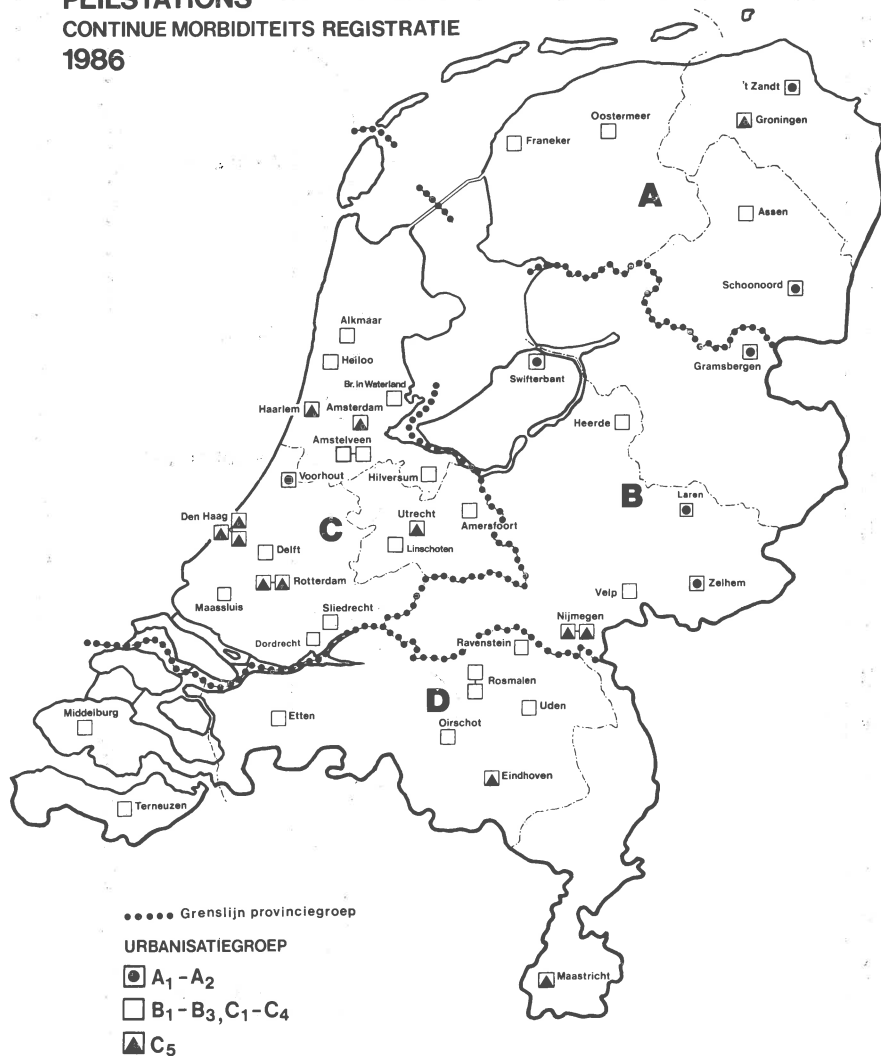 PEILSTATIONS
CONTINUE MORBIDITEITS REGISTRATIE
1986
't Zandt
Groningen
Oostermeer
Franeker
A
Assen
Schoonoord
Gramsbergen
Alkmaar
Heiloo
Swifterbant
Br. in Waterland
Haarlem
Amsterdam
Heerde
Amstelveen
Voorhout
Hilversum
B
Laren
Den Haag
C
Utrecht
Amersfoort
Delft
Linschoten
Rotterdam
Velp
Zelhem
Maassluis
Sliedrecht
Nijmegen
Dordrecht
Ravenstein
Rosmalen
D
Uden
Middelburg
Etten
Oirschot
Eindhoven
Terneuzen
Maastricht
Grenslijn provinciegroep
URBANISATIEGROEP
A1-A2
B1-B3, C1-C4
C5